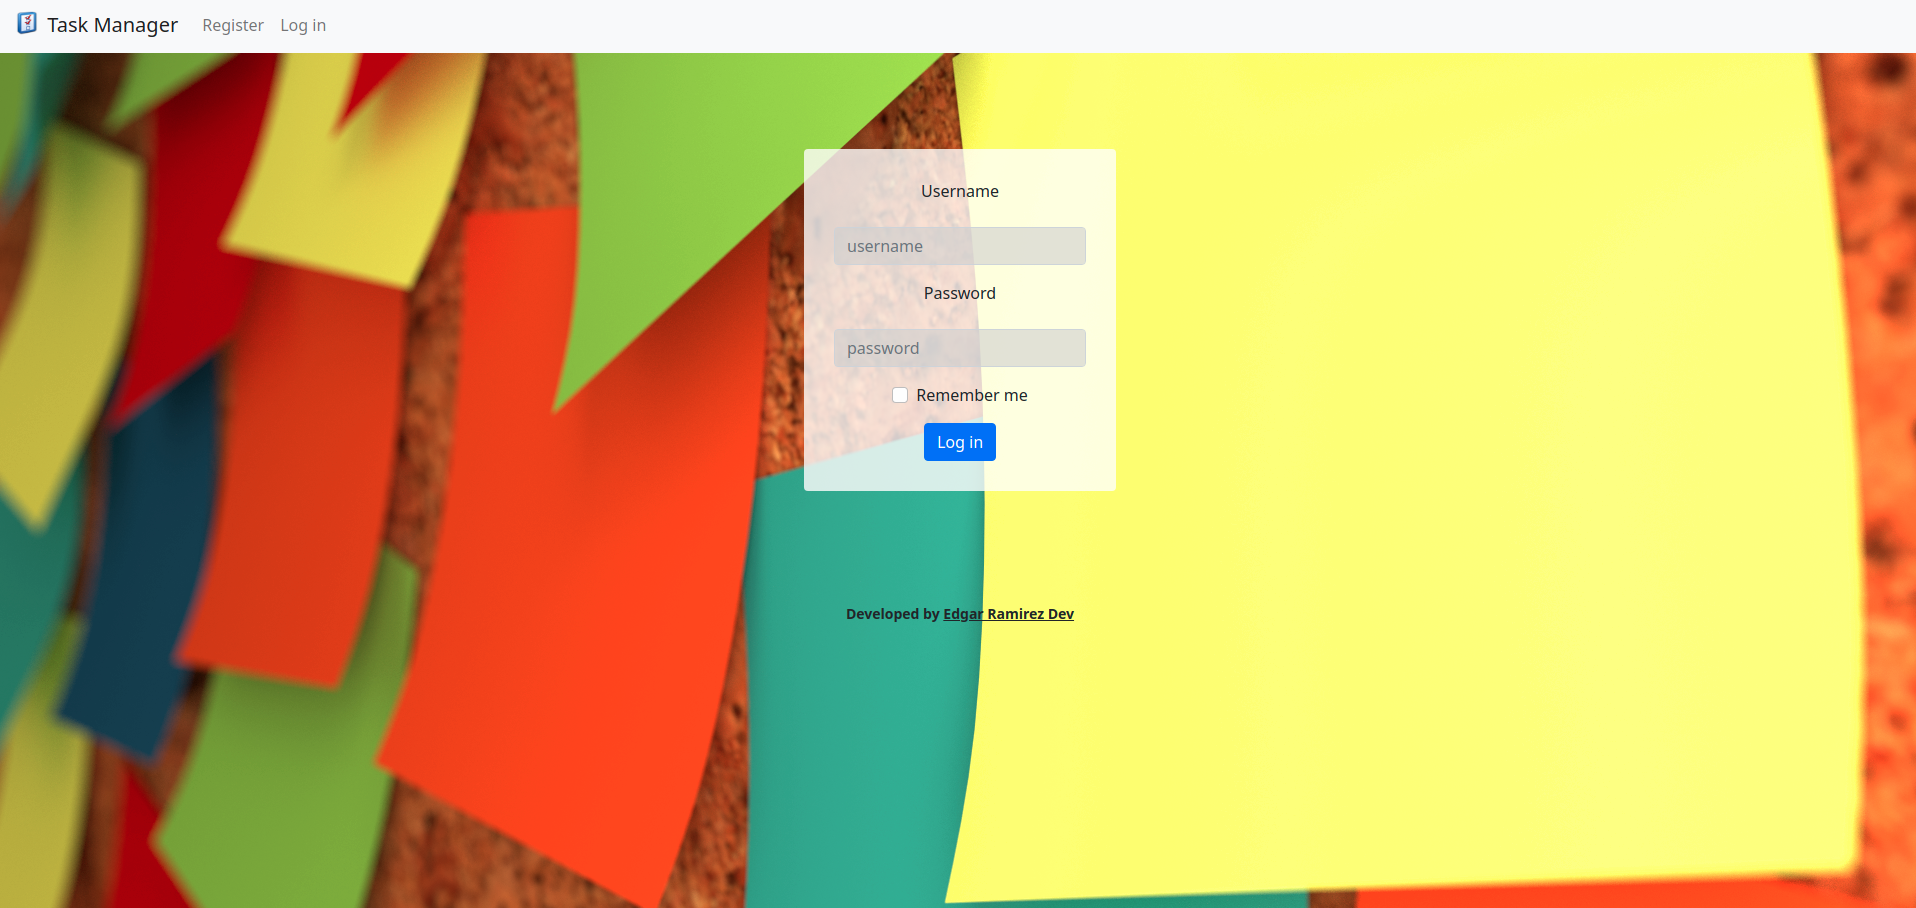 Task Manager Register Log in
Username
username
Password
password
Remember me
Log in
Developed by Edgar Ramirez Dev